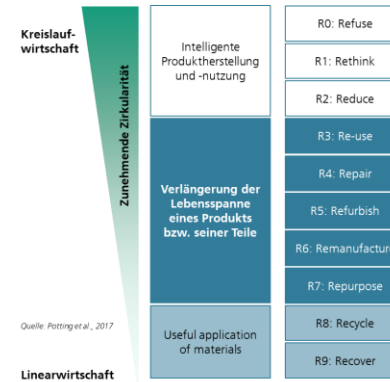 Kreislauf-
wirtschaft
Zunehmende Zirkularität
Intelligente
Produktherstellung
und -nutzung
R0: Refuse
R1: Rethink
R2: Reduce
Verlängerung der
Lebensspanne
eines Produkts
bzw. seiner Teile
R3: Re-use
R4: Repair
R5: Refurbish
R6: Remanufacture
R7: Repurpose
Useful application
of materials
R8: Recycle
R9: Recover
Quelle: Potting et al., 2017
Linearwirtschaft